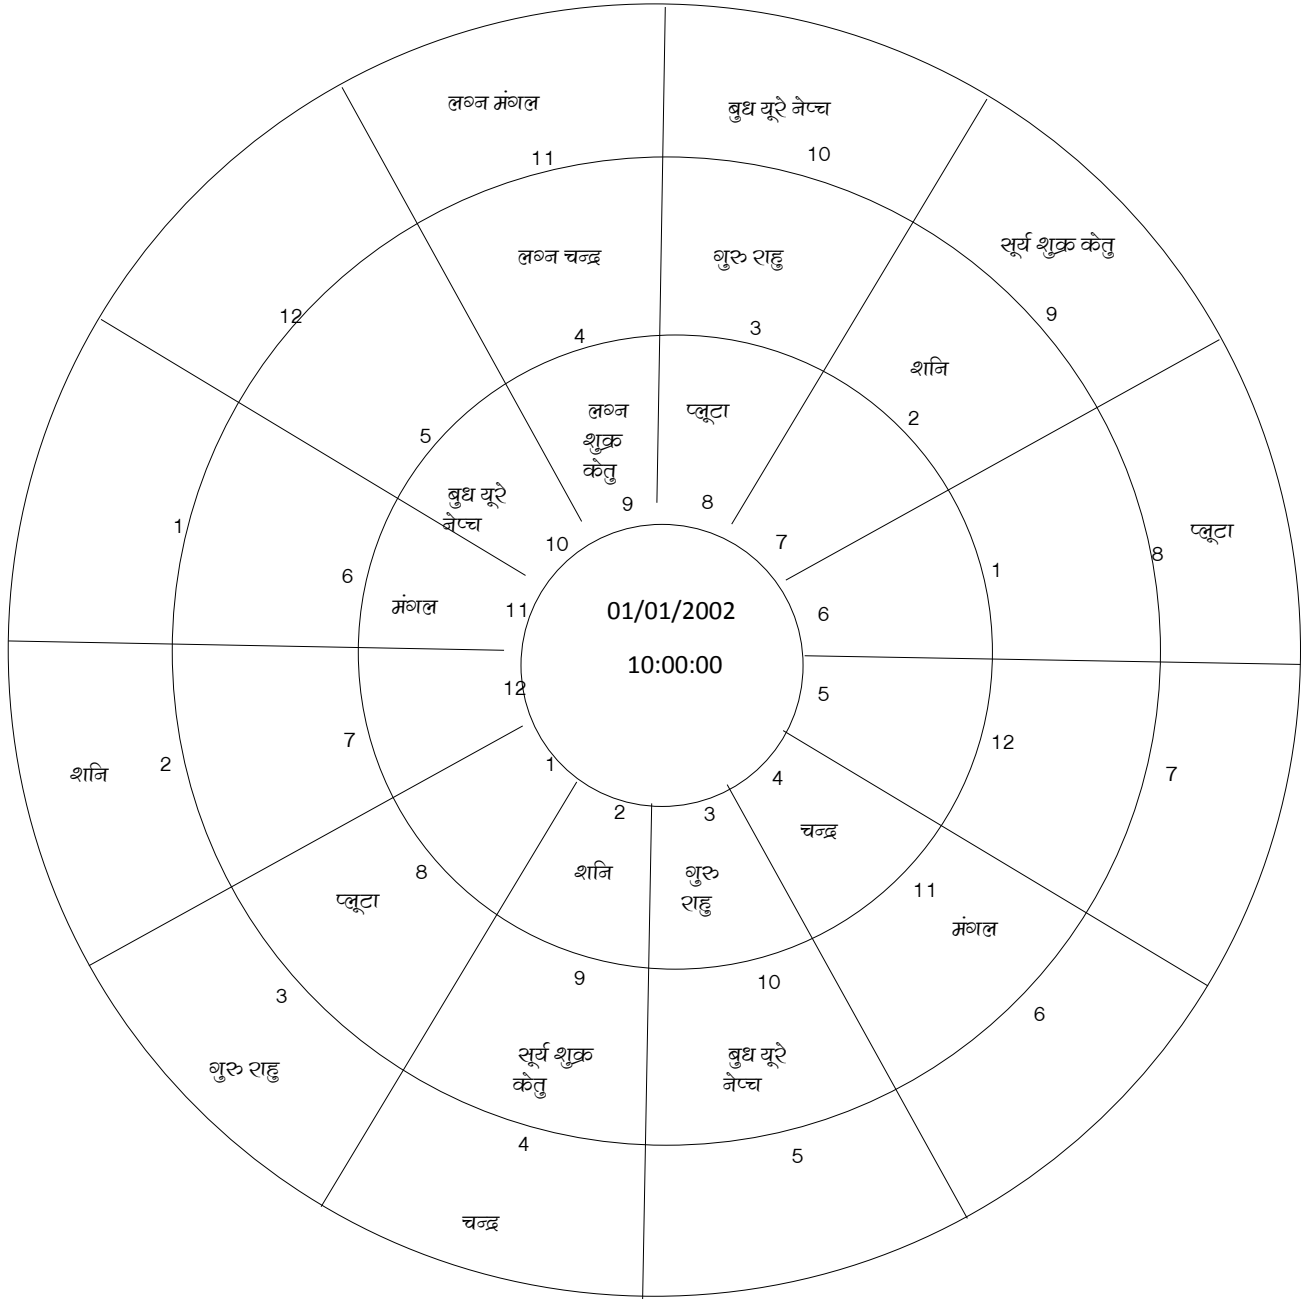 लग्न मंगल
बुध यूरे नेप्च
11
10
सूर्य शुक्र केतु
लग्न चन्द्र
गुरु राहु
12
9
4
3
शनि
लग्न
शुक्र
केतु
प्लूटा
5
2
बुध यूरे
नेप्च
9
8
1
प्लूटा
8
10
7
6
मंगल
11
1
01/01/2002
6
10:00:00
12
5
7
12
शनि
2
1
4
7
2
3
चन्द्र
प्लूटा
8
शनि
गुरु
राहु
11
मंगल
3
9
10
6
गुरु राहु
सूर्य शुक्र
केतु
बुध यूरे
नेप्च
4
5
चन्द्र